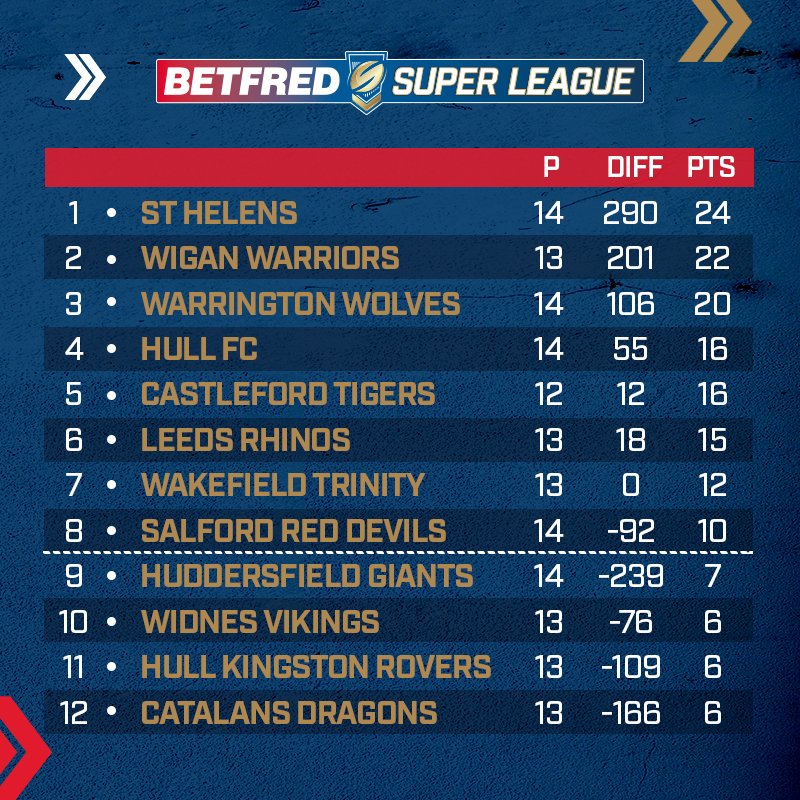 BETFRED SUPER LEAGUE
P DIFF PTS
1 • ST HELENS 14 290 24
2 • WIGAN WARRIORS 13 201 22
3 • WARRINGTON WOLVES 14 106 20
4 • HULL FC 14 55 16
5 • CASTLEFORD TIGERS 12 12 16
6 • LEEDS RHINOS 13 18 15
7 • WAKEFIELD TRINITY 13 0 12
8 • SALFORD RED DEVILS 14 -92 10
9 • HUDDERSFIELD GIANTS 14 -239 7
10 • WIDNES VIKINGS 13 -76 6
11 • HULL KINGSTON ROVERS 13 -109 6
12 • CATALANS DRAGONS 13 -166 6